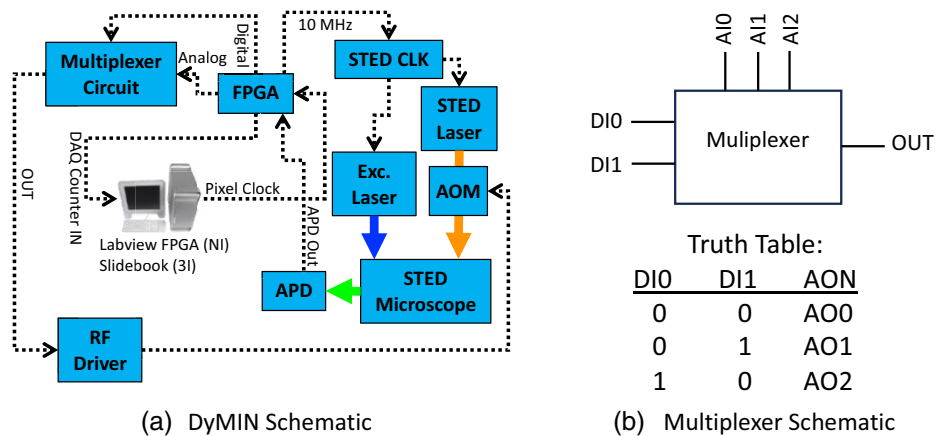 10 MHz
Digital
Multiplexer
Circuit
Analog
FPGA
STED CLK
STED
Laser
DAQ Counter IN
OUT
Pixel Clock
Exc.
Laser
AOM
Labview FPGA (NI)
Slidebook (3I)
APD Out
APD
STED
Microscope
RF
Driver
(a) DyMIN Schematic
AI0
AI1
AI2
DI0
DI1
Muliplexer
OUT
Truth Table:
DI0 DI1 AON
0 0 AO0
0 1 AO1
1 0 AO2
(b) Multiplexer Schematic